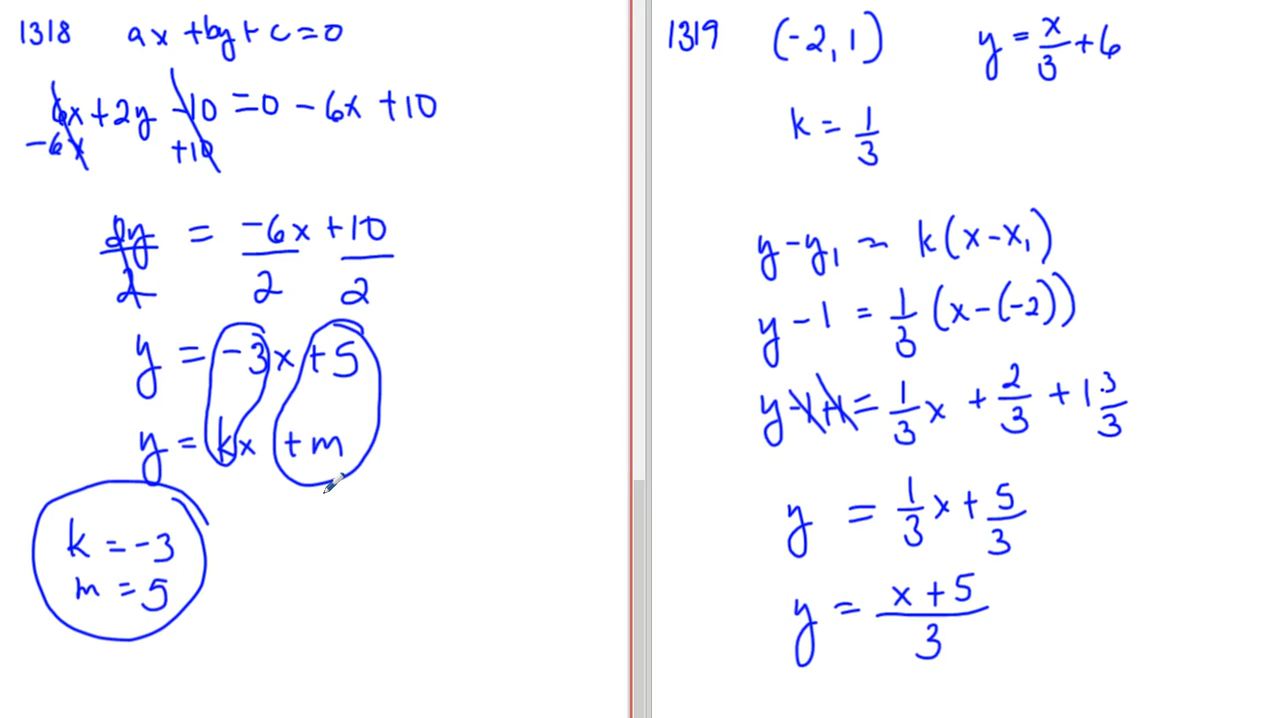 1318 ax + by + c = 0
6x + 2y - 10 = 0 - 6x + 10
-6x +10
2y = -6x +10
2 2 2
y = -3x + 5
y = kx + m
k = -3
m = 5
1319 (-2, 1) y = x/3 + 6
k = 1/3
y - y₁ = k(x - x₁)
y - 1 = 1/3 (x - (-2))
y - 1 + 1 = 1/3 x + 2/3 + 1 3/3
y = 1/3 x + 5/3
y = x + 5
3